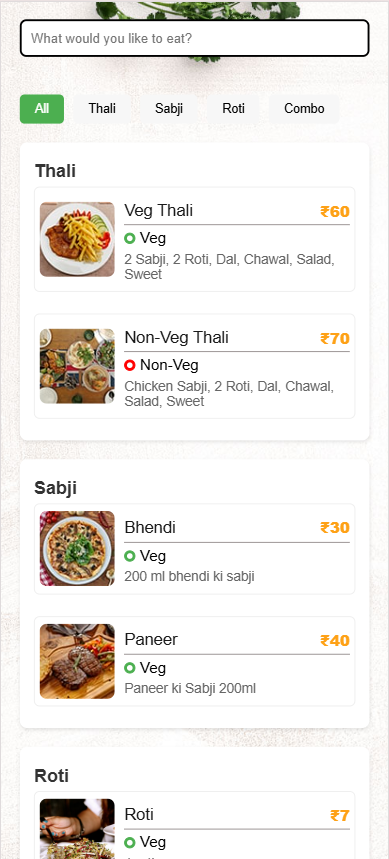 What would you like to eat?
All Thali Sabji Roti Combo
Thali
Veg Thali ₹60
Veg
2 Sabji, 2 Roti, Dal, Chawal, Salad,
Sweet
Non-Veg Thali ₹70
Non-Veg
Chicken Sabji, 2 Roti, Dal, Chawal,
Salad, Sweet
Sabji
Bhendi ₹30
Veg
200 ml bhendi ki sabji
Paneer ₹40
Veg
Paneer ki Sabji 200ml
Roti
Roti ₹7
Veg